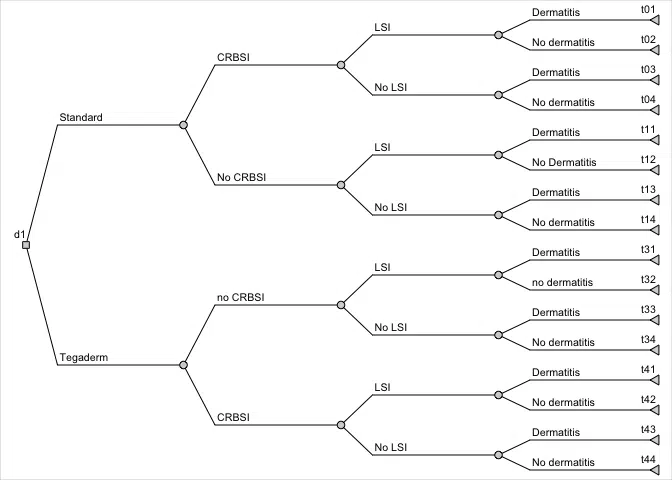 Dermatitis t01
LSI
No dermatitis t02
CRBSI
Dermatitis t03
No LSI
No dermatitis t04
Standard
Dermatitis t11
LSI
No Dermatitis t12
No CRBSI
Dermatitis t13
No LSI
No dermatitis t14
d1
Dermatitis t31
LSI
no dermatitis t32
no CRBSI
Dermatitis t33
No LSI
No dermatitis t34
Tegaderm
Dermatitis t41
LSI
No dermatitis t42
CRBSI
Dermatitis t43
No LSI
No dermatitis t44